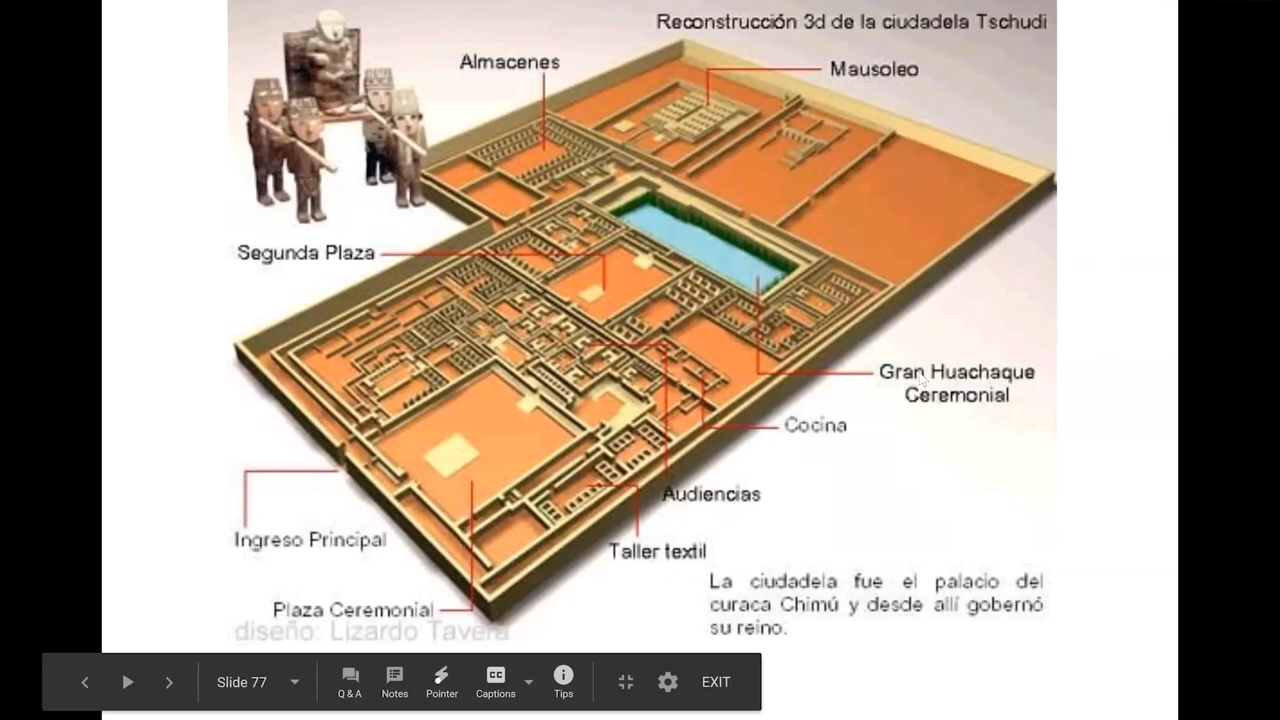 Reconstrucción 3d de la ciudadela Tschudi
Almacenes
Mausoleo
Segunda Plaza
Gran Huachaque
Ceremonial
Cocina
Audiencias
Ingreso Principal
Taller textil
La ciudadela fue el palacio del
curaca Chimú y desde allí gobernó
su reino.
Plaza Ceremonial
diseño: Lizardo Tavera
Slide 77
Q & A
Notes
Pointer
CC
Captions
Tips
EXIT